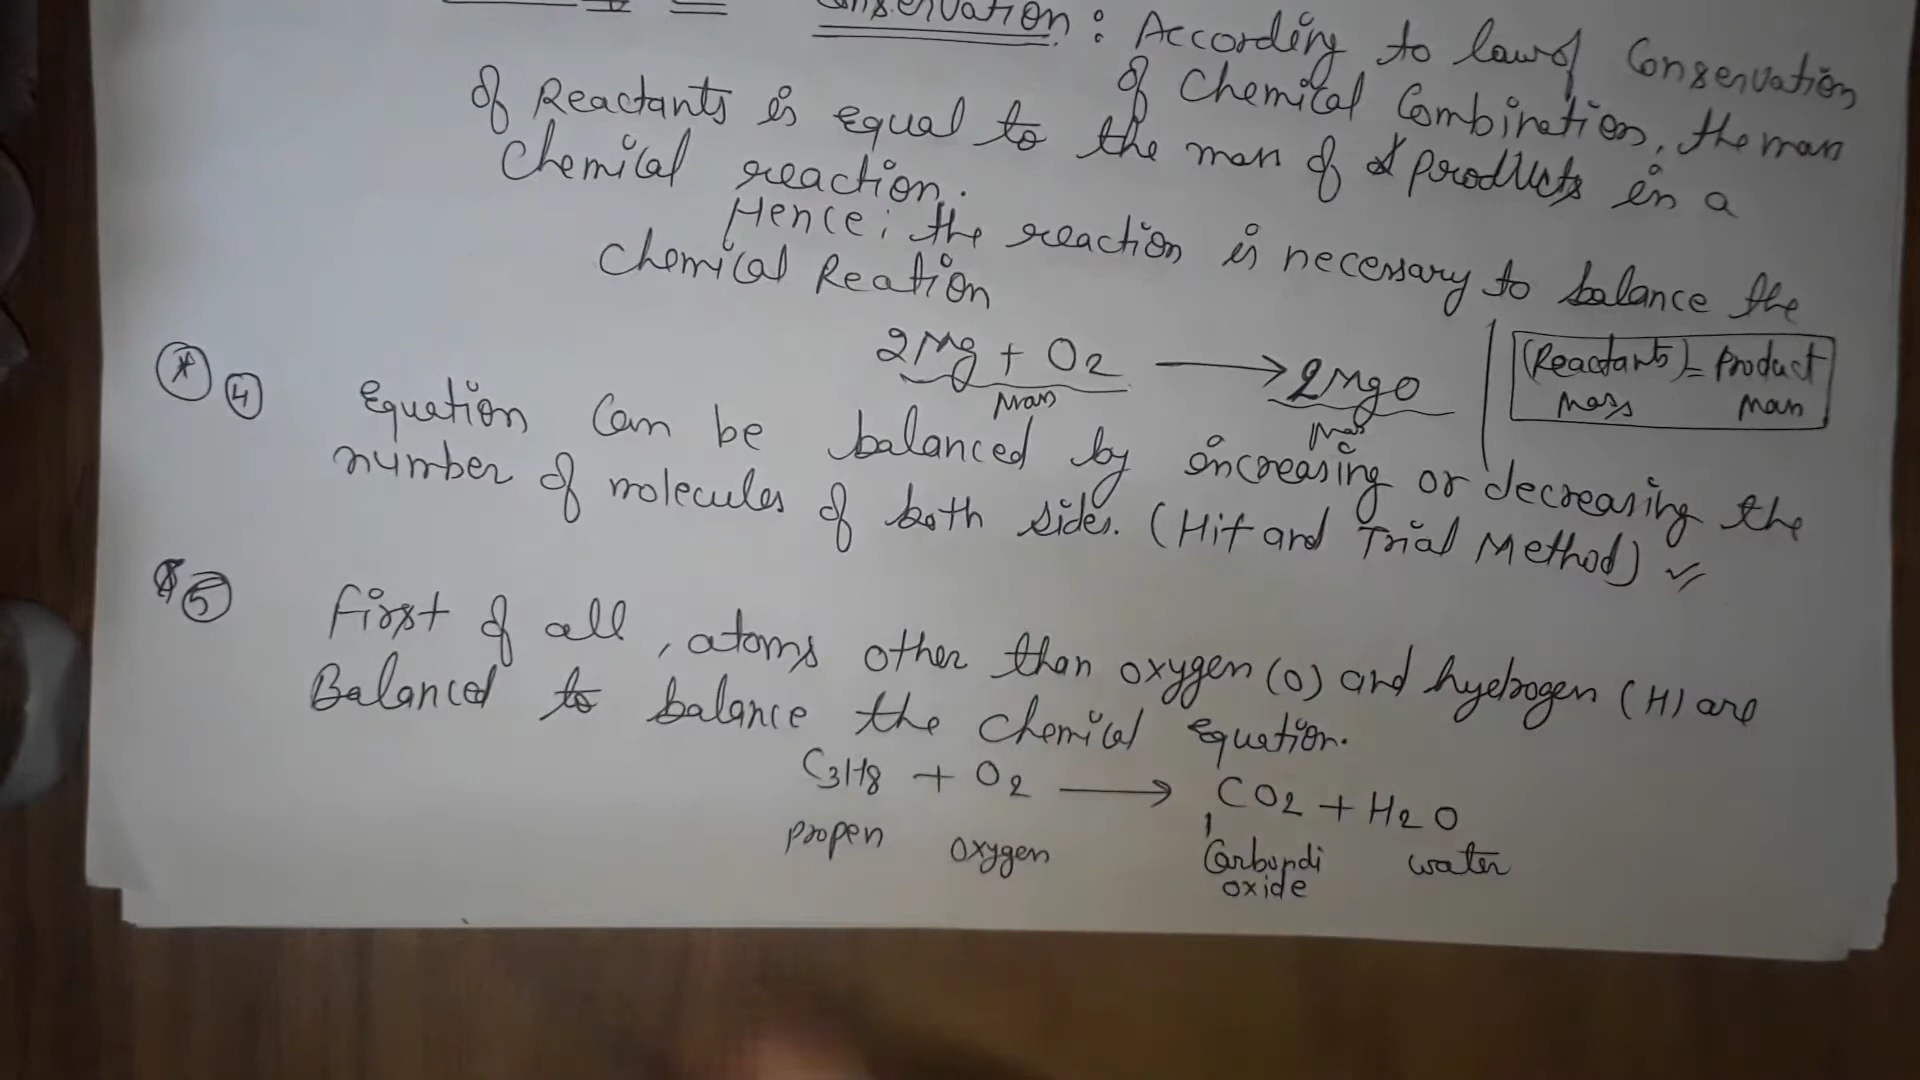 Conservation : According to law of Conservation
of Chemical Combination, the mass
of Reactants is equal to the mass of products in a
Chemical reaction.
Hence; the reaction is necessary to balance the
Chemical Reation
2Mg + O2 → 2MgO
Mass
Mas
(Reactants) = Product
Mass Mass
* 4 Equation Can be balanced by increasing or decreasing the
number of molecules of both sides. (Hit and Trial Method) ✓
5 First of all, atoms other than oxygen (O) and hyebrogen (H) are
Balanced to balance the Chemical Equation.
C3H8 + O2 → CO2 + H2O
propen oxygen Carbondi water
oxide